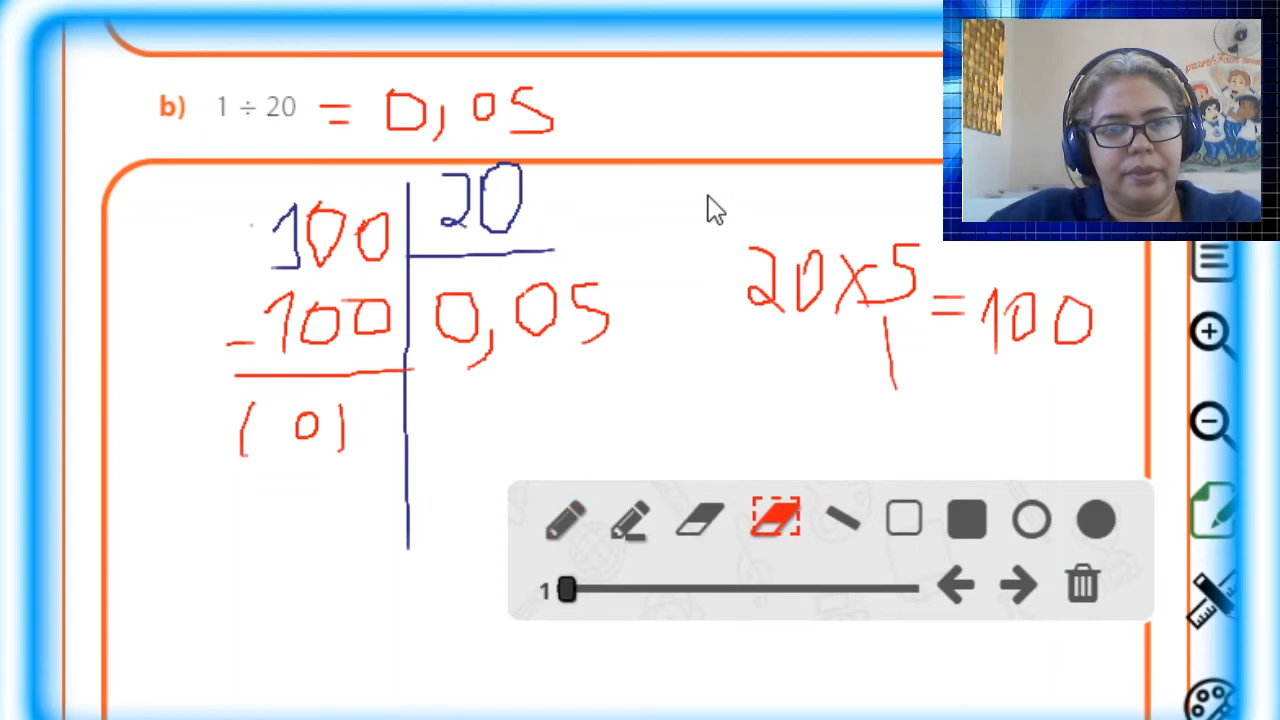 b) 1 ÷ 20 = 0,05
100 20
-100 0,05
(0)
20x5=100
1